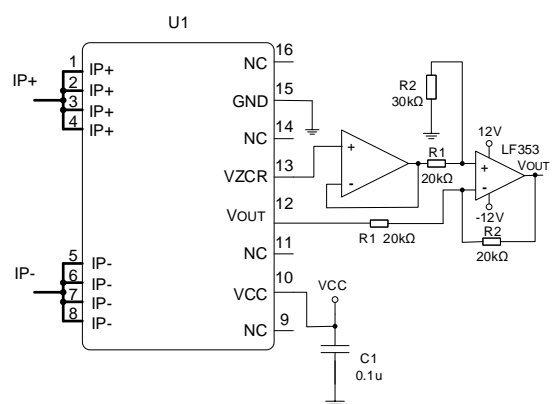 U1
IP+
1
IP+
2
IP+
3
IP+
4
IP+
IP-
5
IP-
6
IP-
7
IP-
8
IP-
16
NC
15
GND
14
NC
13
VZCR
12
VOUT
11
NC
10
VCC
9
NC
+
-
R1
20kΩ
R1 20kΩ
R2
30kΩ
12V
LF353
VOUT
+
-
-12V
R2
20kΩ
VCC
C1
0.1u